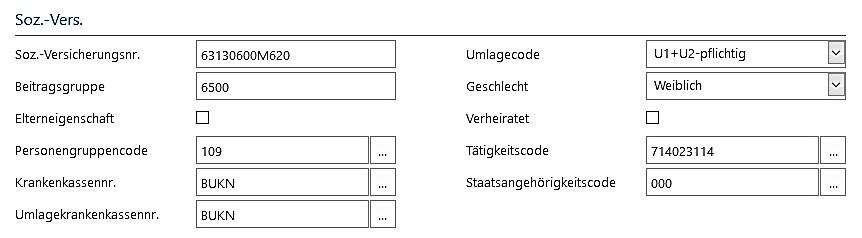 Soz.-Vers.
Soz.-Versicherungsnr. 63130600M620 Umlagecode U1+U2-pflichtig
Beitragsgruppe 6500 Geschlecht Weiblich
Elterneigenschaft Verheiratet
Personengruppencode 109 ... Tätigkeitscode 714023114 ...
Krankenkassennr. BUKN ... Staatsangehörigkeitscode 000 ...
Umlagekrankenkassennr. BUKN ...